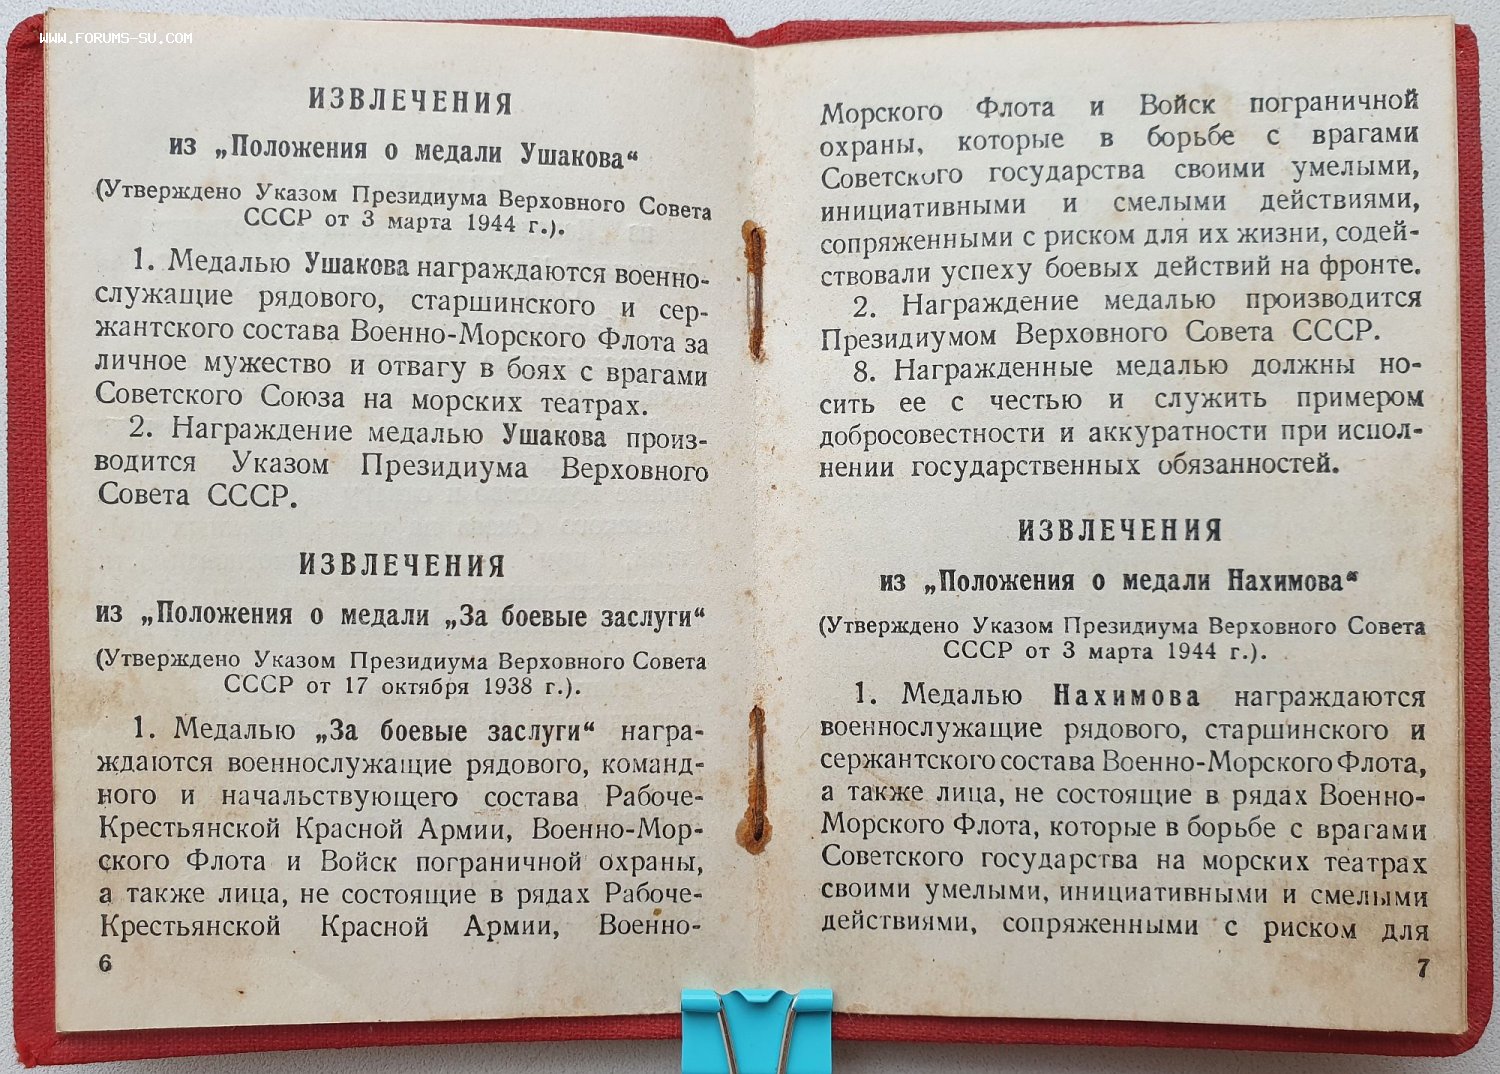 WWW.FORUMS-SU.COM
ИЗВЛЕЧЕНИЯ
из „Положения о медали Ушакова“
(Утверждено Указом Президиума Верховного Совета
СССР от 3 марта 1944 г.).
1. Медалью Ушакова награждаются военно-
служащие рядового, старшинского и сер-
жантского состава Военно-Морского Флота за
личное мужество и отвагу в боях с врагами
Советского Союза на морских театрах.
2. Награждение медалью Ушакова произ-
водится Указом Президиума Верховного
Совета СССР.
ИЗВЛЕЧЕНИЯ
из „Положения о медали „За боевые заслуги“
(Утверждено Указом Президиума Верховного Совета
СССР от 17 октября 1938 г.).
1. Медалью „За боевые заслуги“ награ-
ждаются военнослужащие рядового, команд-
ного и начальствующего состава Рабоче-
Крестьянской Красной Армии, Военно-Мор-
ского Флота и Войск пограничной охраны,
а также лица, не состоящие в рядах Рабоче-
Крестьянской Красной Армии, Военно-
6
Морского Флота и Войск пограничной
охраны, которые в борьбе с врагами
Советского государства своими умелыми,
инициативными и смелыми действиями,
сопряженными с риском для их жизни, содей-
ствовали успеху боевых действий на фронте.
2. Награждение медалью производится
Президиумом Верховного Совета СССР.
8. Награжденные медалью должны но-
сить ее с честью и служить примером
добросовестности и аккуратности при испол-
нении государственных обязанностей.
ИЗВЛЕЧЕНИЯ
из „Положения о медали Нахимова“
(Утверждено Указом Президиума Верховного Совета
СССР от 3 марта 1944 г.).
1. Медалью Нахимова награждаются
военнослужащие рядового, старшинского и
сержантского состава Военно-Морского Флота,
а также лица, не состоящие в рядах Военно-
Морского Флота, которые в борьбе с врагами
Советского государства на морских театрах
своими умелыми, инициативными и смелыми
действиями, сопряженными с риском для
7